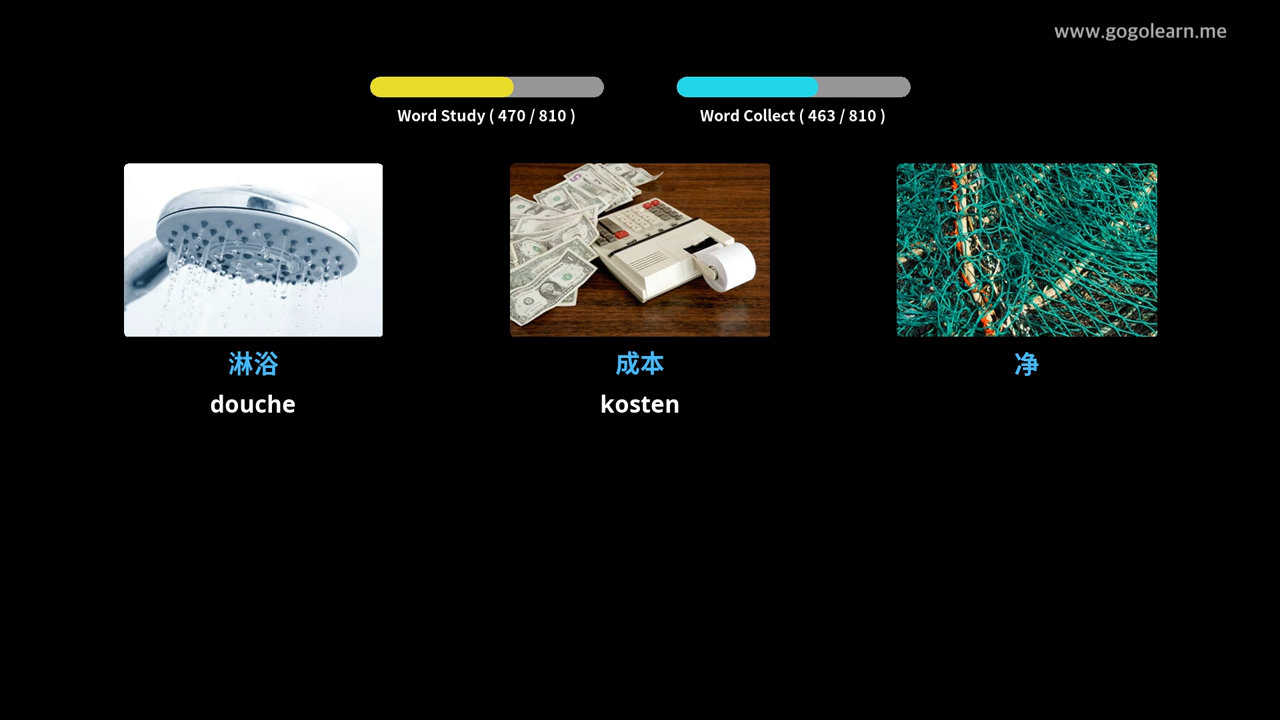 www.gogolearn.me
Word Study ( 470 / 810 )
Word Collect ( 463 / 810 )
淋浴
成本
净
douche
kosten